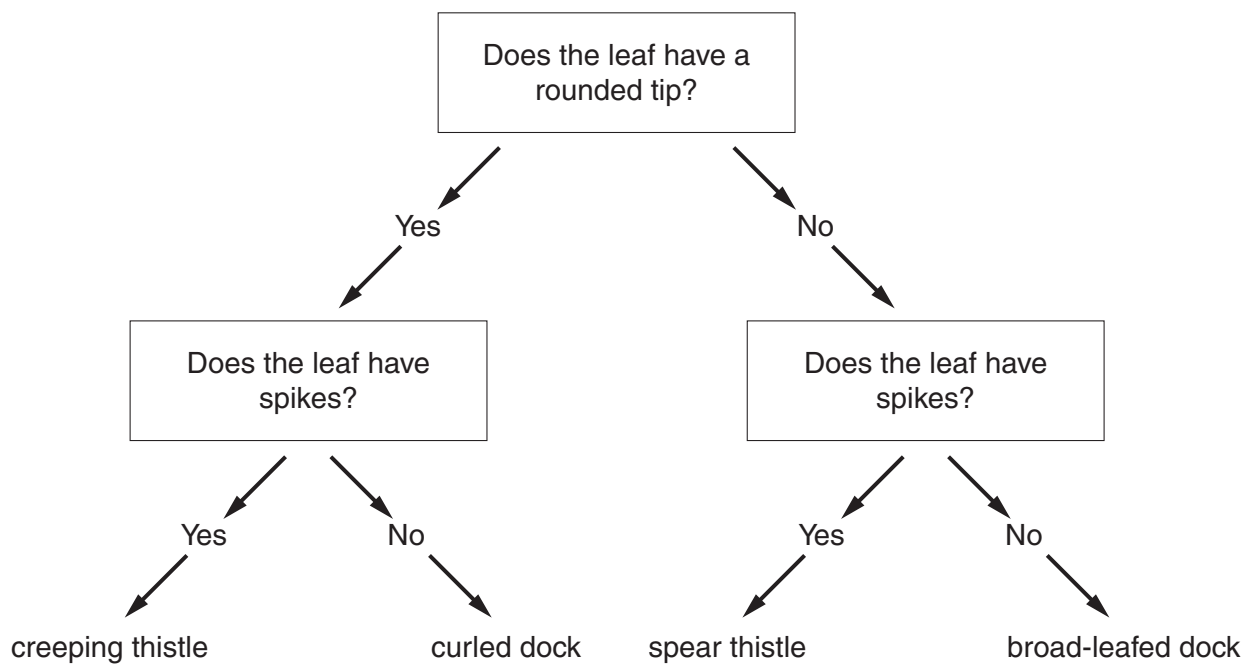 Does the leaf have a
rounded tip?
Yes
No
Does the leaf have
spikes?
Does the leaf have
spikes?
Yes
No
Yes
No
creeping thistle
curled dock
spear thistle
broad-leafed dock